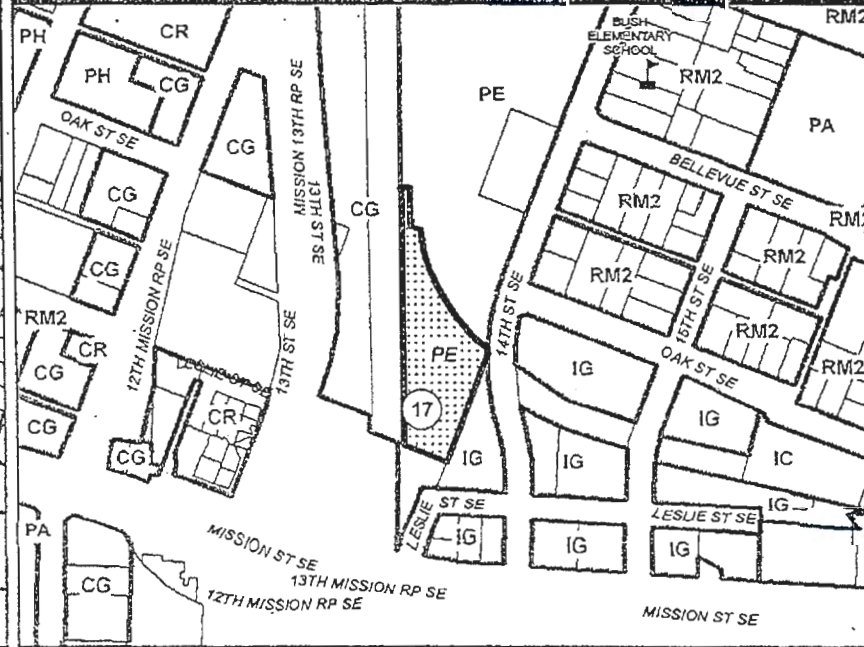 PH
CR
BUSH
ELEMENTARY
SCHOOL
RM2
RM2
PH
CG
PE
PA
OAK ST SE
CG
MISSION 13TH RP SE
13TH ST SE
BELLEVUE ST SE
CG
CG
RM2
RM2
RM2
CG
RM2
12TH MISSION RP SE
14TH ST SE
15TH ST SE
RM2
RM2
CR
13TH ST SE
PE
OAK ST SE
RM2
CG
LESLIE ST SE
IG
CR
17
IG
CG
CG
IG
IG
IC
IG
PA
LESLIE ST SE
LESLIE ST SE
IG
IG
IG
MISSION ST SE
13TH MISSION RP SE
12TH MISSION RP SE
CG
MISSION ST SE